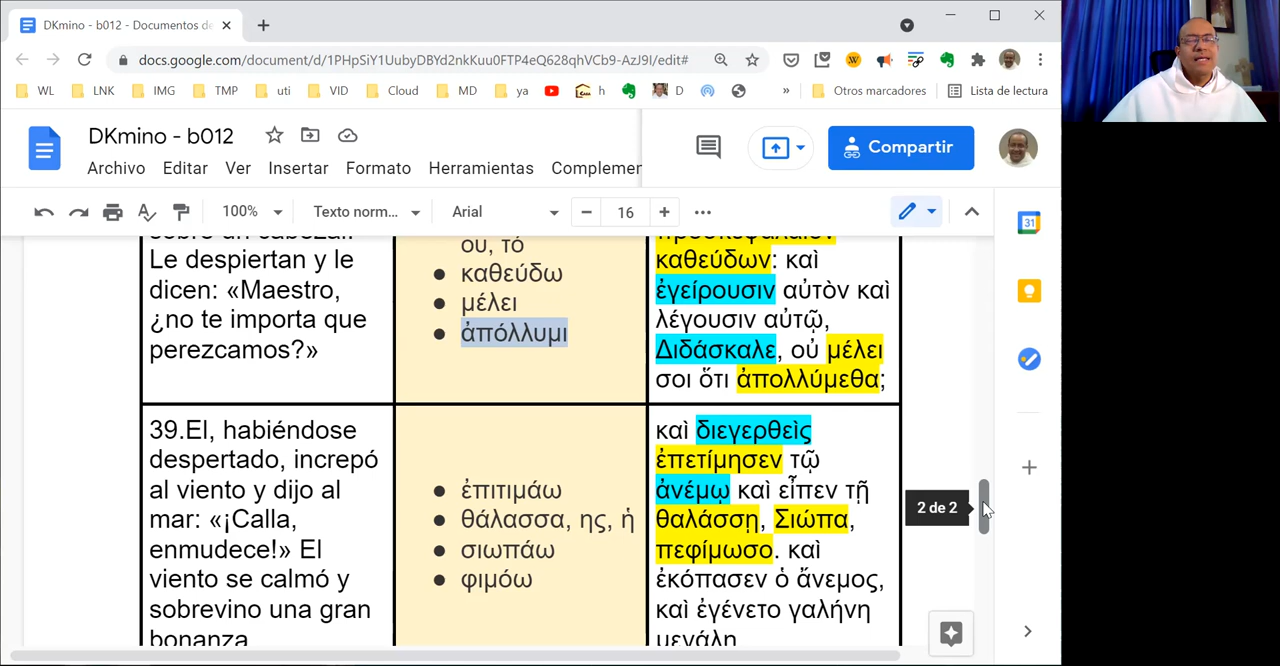 DKmino - b012 - Documentos de
docs.google.com/document/d/1PHpSiY1UubyDBYd2nkKuu0FTP4eQ628qhVCb9-AzJ9I/edit#
WL
LNK
IMG
TMP
uti
VID
Cloud
MD
ya
h
D
»
Otros marcadores
Lista de lectura
DKmino - b012
Compartir
Archivo Editar Ver Insertar Formato Herramientas Complemen
100% Texto norm... Arial − 16 + ...
31
Le despiertan y le
dicen: «Maestro,
¿no te importa que
perezcamos?»
ου, τό
● καθεύδω
● μέλει
● ἀπόλλυμι
προσκεφάλαιον
καθεύδων: καὶ
ἐγείρουσιν αὐτὸν καὶ
λέγουσιν αὐτῷ,
Διδάσκαλε, οὐ μέλει
σοι ὅτι ἀπολλύμεθα;
39.El, habiéndose
despertado, increpó
al viento y dijo al
mar: «¡Calla,
enmudece!» El
viento se calmó y
sobrevino una gran
bonanza
● ἐπιτιμάω
● θάλασσα, ης, ἡ
● σιωπάω
● φιμόω
καὶ διεγερθεὶς
ἐπετίμησεν τῷ
ἀνέμῳ καὶ εἶπεν τῇ
θαλάσσῃ, Σιώπα,
πεφίμωσο. καὶ
ἐκόπασεν ὁ ἄνεμος,
καὶ ἐγένετο γαλήνη
μεγάλη
2 de 2